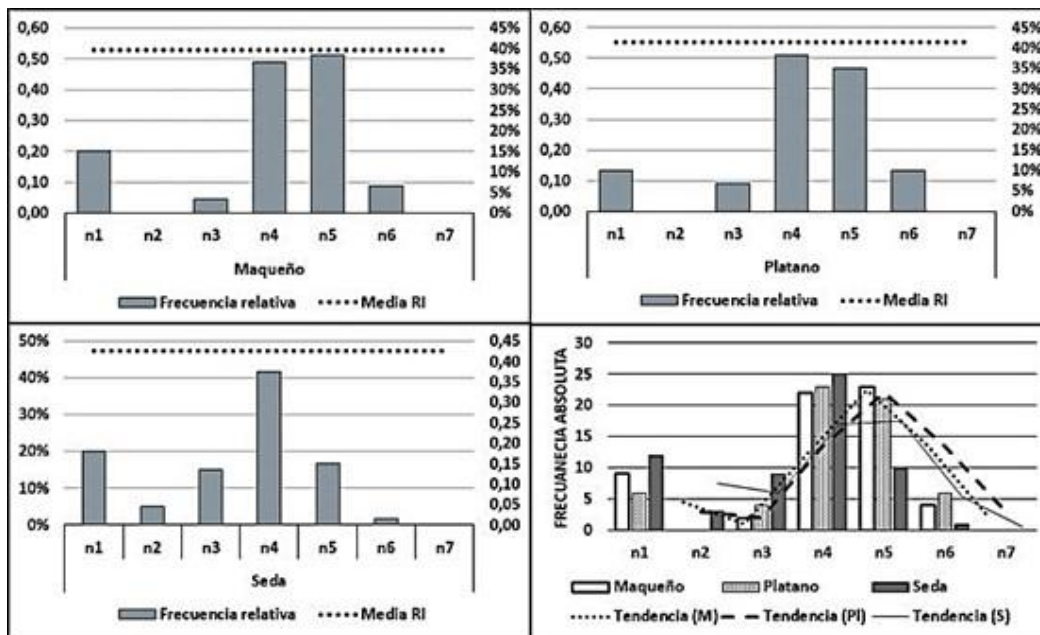 0,60 45%
0,50 40%
0,40 35%
0,30 30%
0,20 25%
0,10 20%
0,00 15%
10%
5%
0%
n1 n2 n3 n4 n5 n6 n7
Maqueño
Frecuencia relativa Media RI
0,60 45%
0,50 40%
0,40 35%
0,30 30%
0,20 25%
0,10 20%
0,00 15%
10%
5%
0%
n1 n2 n3 n4 n5 n6 n7
Platano
Frecuencia relativa Media RI
50% 0,45
40% 0,40
30% 0,35
20% 0,30
10% 0,25
0% 0,20
0,15
0,10
0,05
0,00
n1 n2 n3 n4 n5 n6 n7
Seda
Frecuencia relativa Media RI
FRECUANECIA ABSOLUTA
30
25
20
15
10
5
0
n1 n2 n3 n4 n5 n6 n7
Maqueño Platano Seda
Tendencia (M) Tendencia (Pl) Tendencia (S)